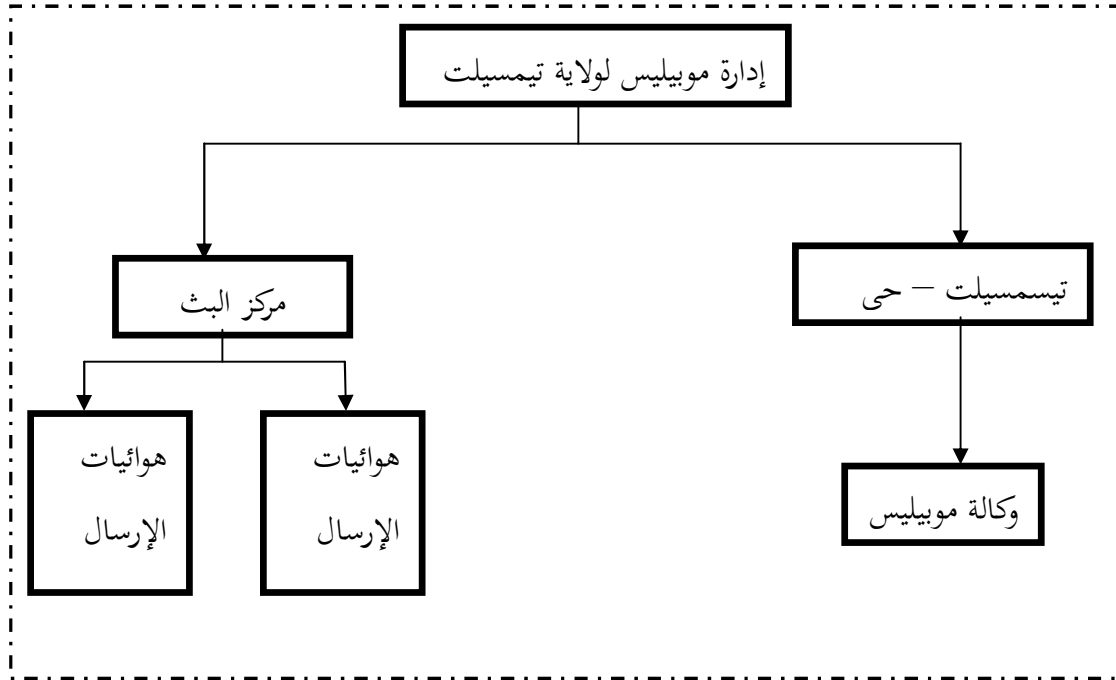 إدارة موبيليس لولاية تيمسيلت
تيسمسيلت – حى
مركز البث
هوائيات
الإرسال
هوائيات
الإرسال
وكالة موبيليس